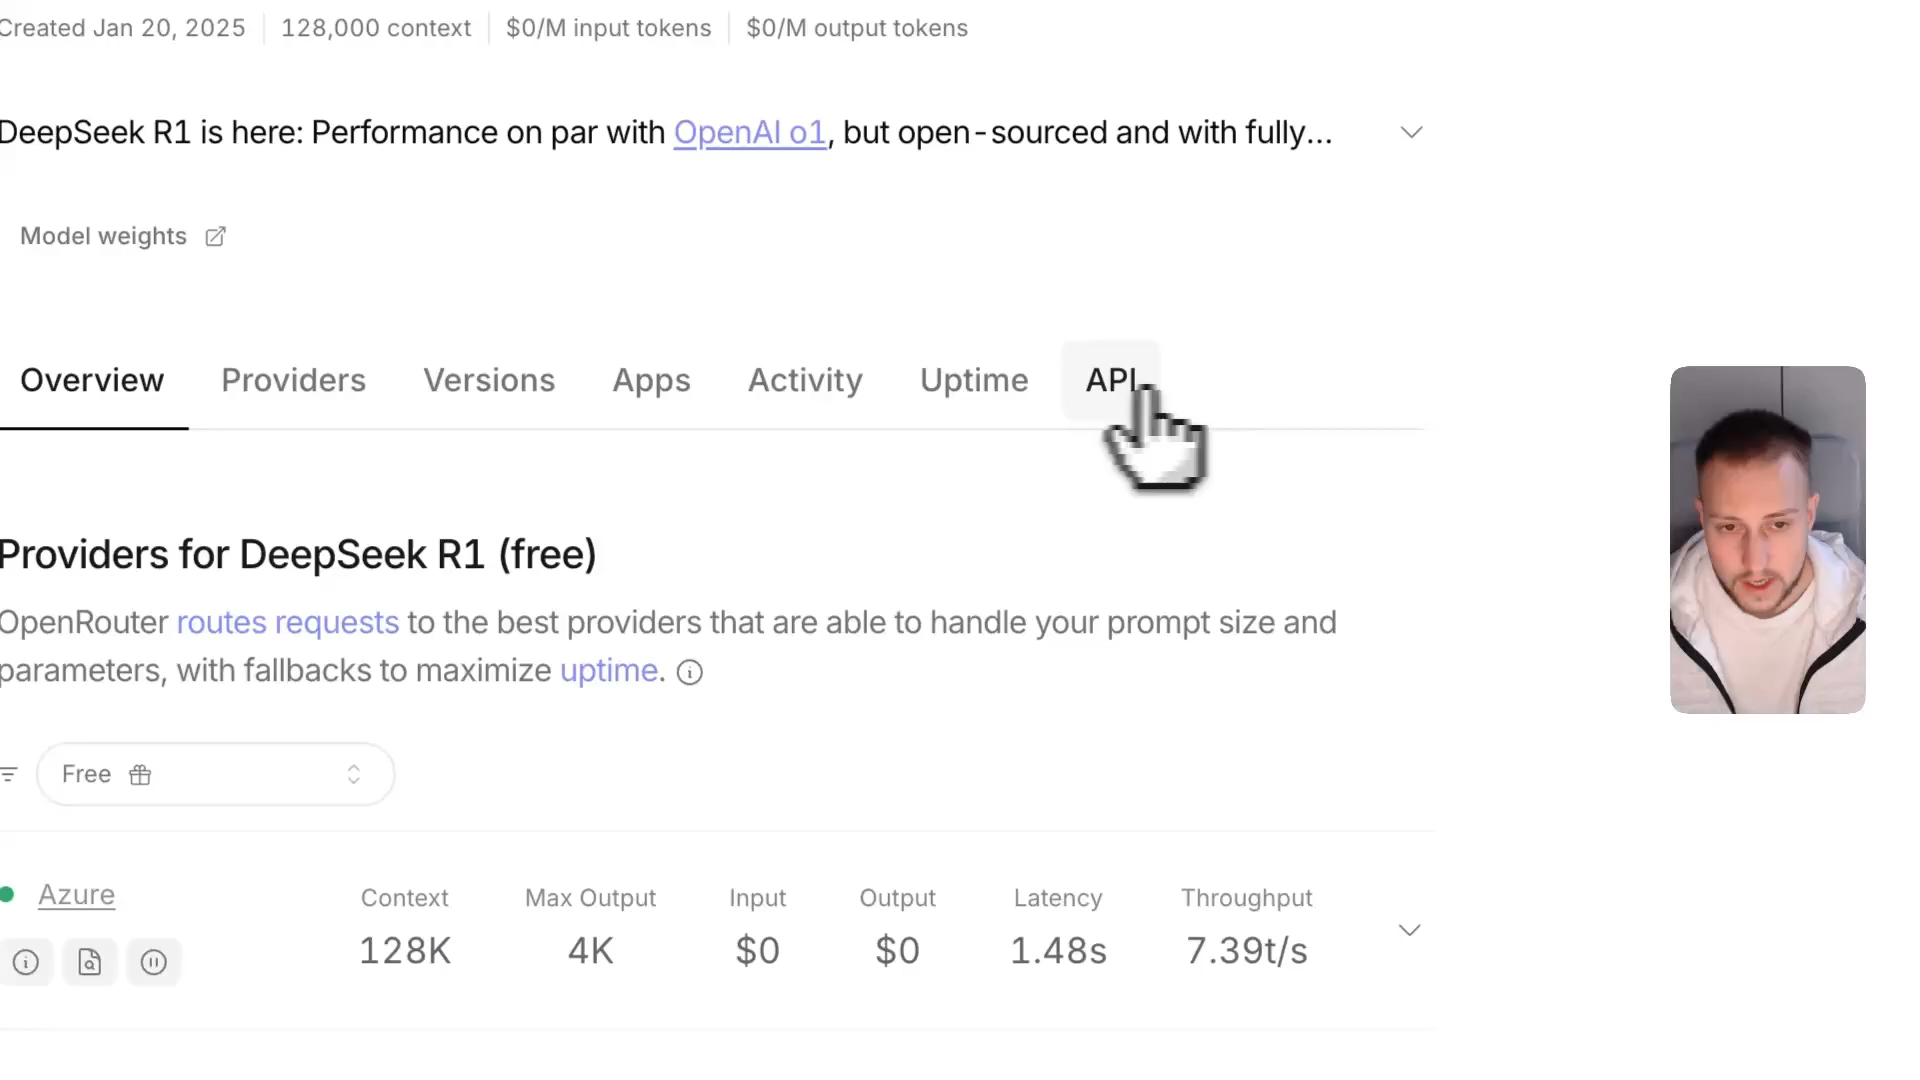 Created Jan 20, 2025 128,000 context $0/M input tokens $0/M output tokens
DeepSeek R1 is here: Performance on par with OpenAI o1, but open-sourced and with fully...
Model weights
Overview Providers Versions Apps Activity Uptime API
Providers for DeepSeek R1 (free)
OpenRouter routes requests to the best providers that are able to handle your prompt size and
parameters, with fallbacks to maximize uptime.
Free
Azure Context Max Output Input Output Latency Throughput
128K 4K $0 $0 1.48s 7.39t/s